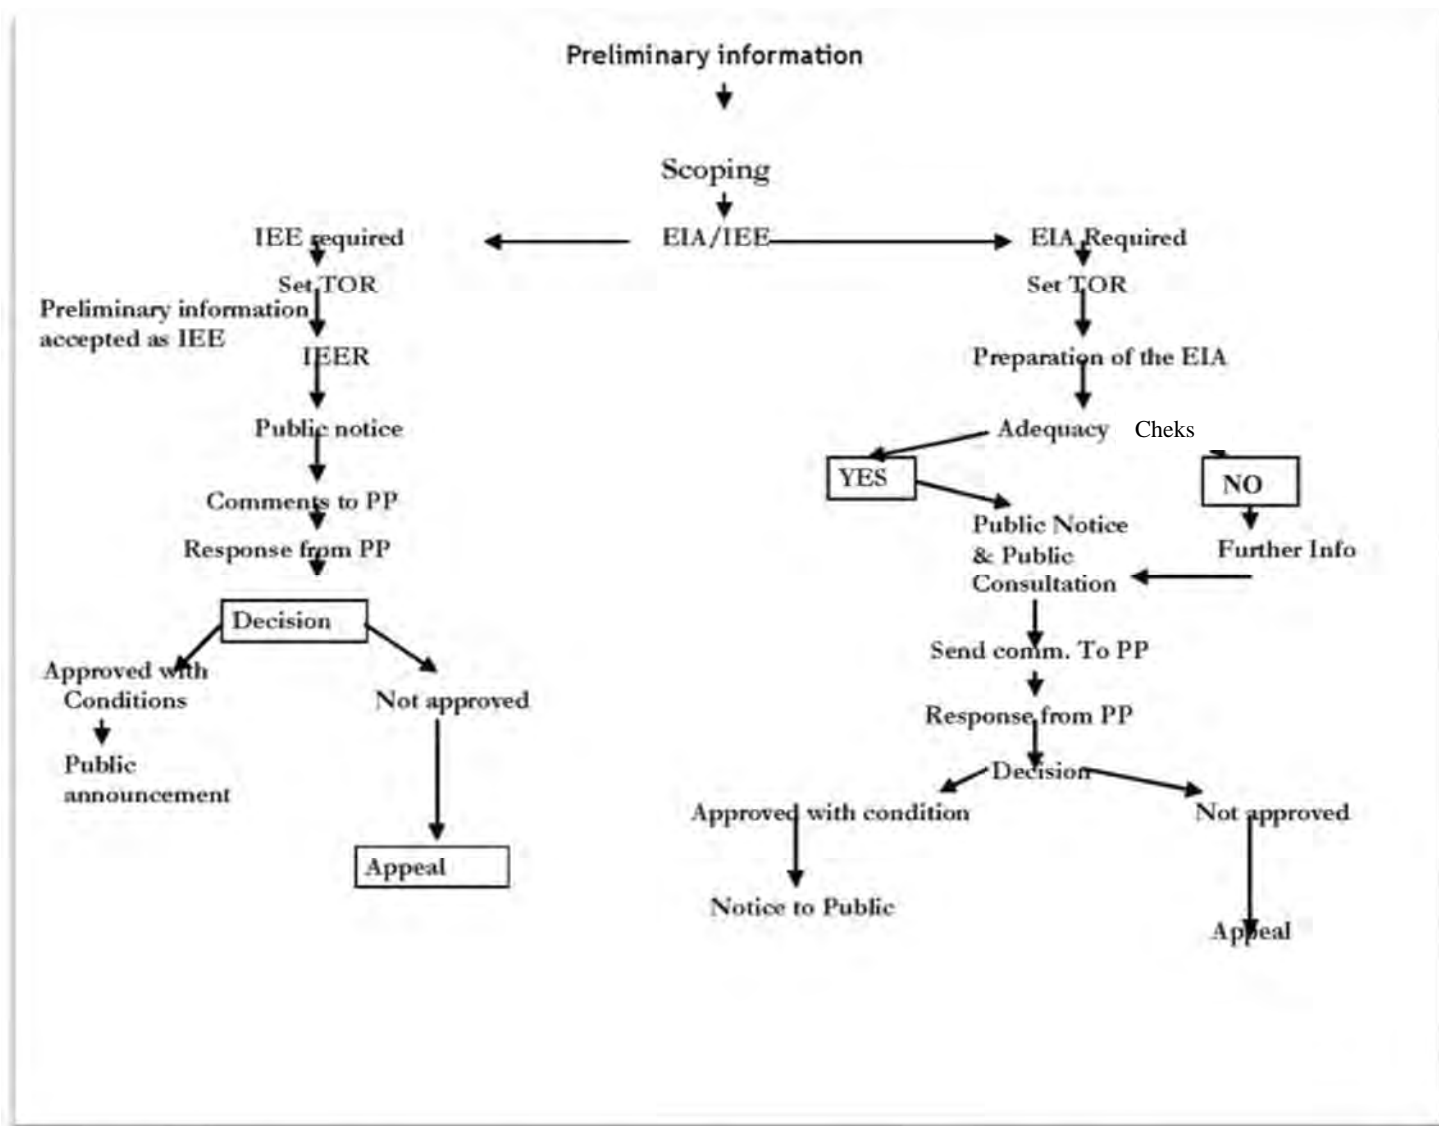 Preliminary information
Scoping
EIA/IEE
IEE required
Set TOR
Preliminary information
accepted as IEE
IEER
Public notice
Comments to PP
Response from PP
Decision
Approved with
Conditions
Not approved
Public
announcement
Appeal
EIA Required
Set TOR
Preparation of the EIA
Adequacy Cheks
YES
NO
Public Notice
& Public
Consultation
Further Info
Send comm. To PP
Response from PP
Decision
Approved with condition
Not approved
Notice to Public
Appeal